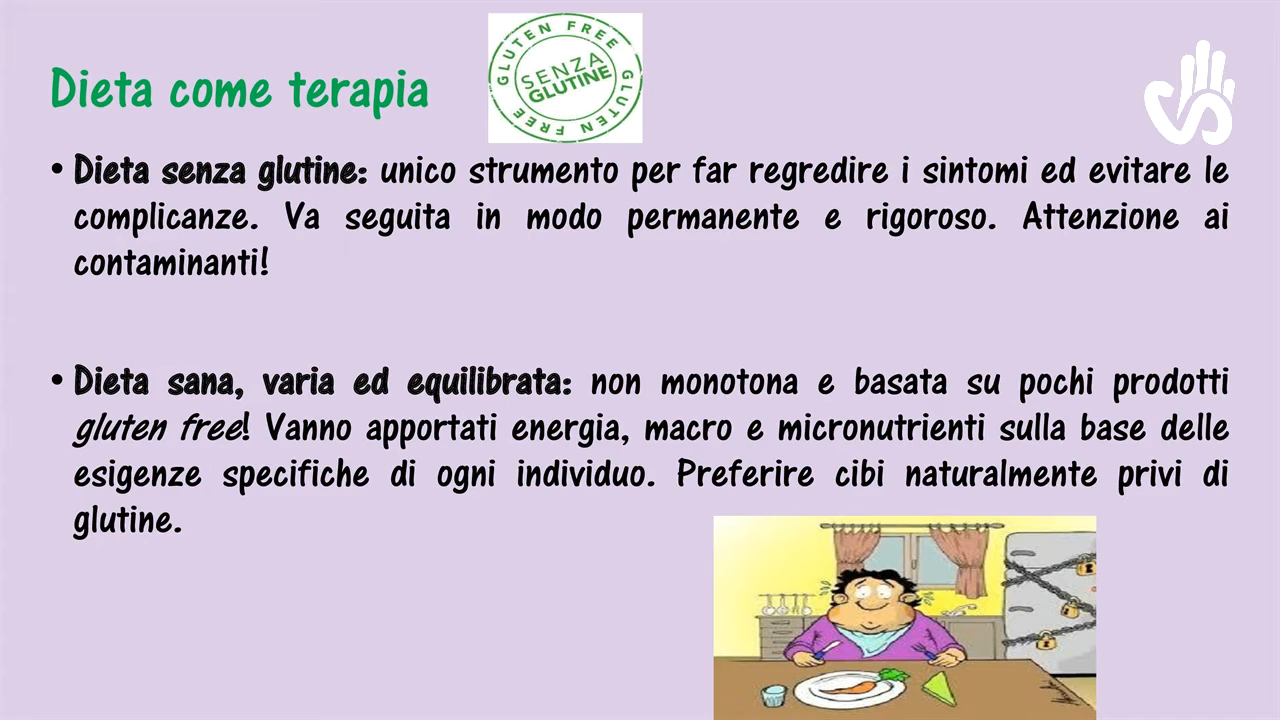 GLUTEN FREE
SENZA
GLUTINE
GLUTEN FREE
Dieta come terapia
• Dieta senza glutine: unico strumento per far regredire i sintomi ed evitare le
complicanze. Va seguita in modo permanente e rigoroso. Attenzione ai
contaminanti!
• Dieta sana, varia ed equilibrata: non monotona e basata su pochi prodotti
gluten free! Vanno apportati energia, macro e micronutrienti sulla base delle
esigenze specifiche di ogni individuo. Preferire cibi naturalmente privi di
glutine.